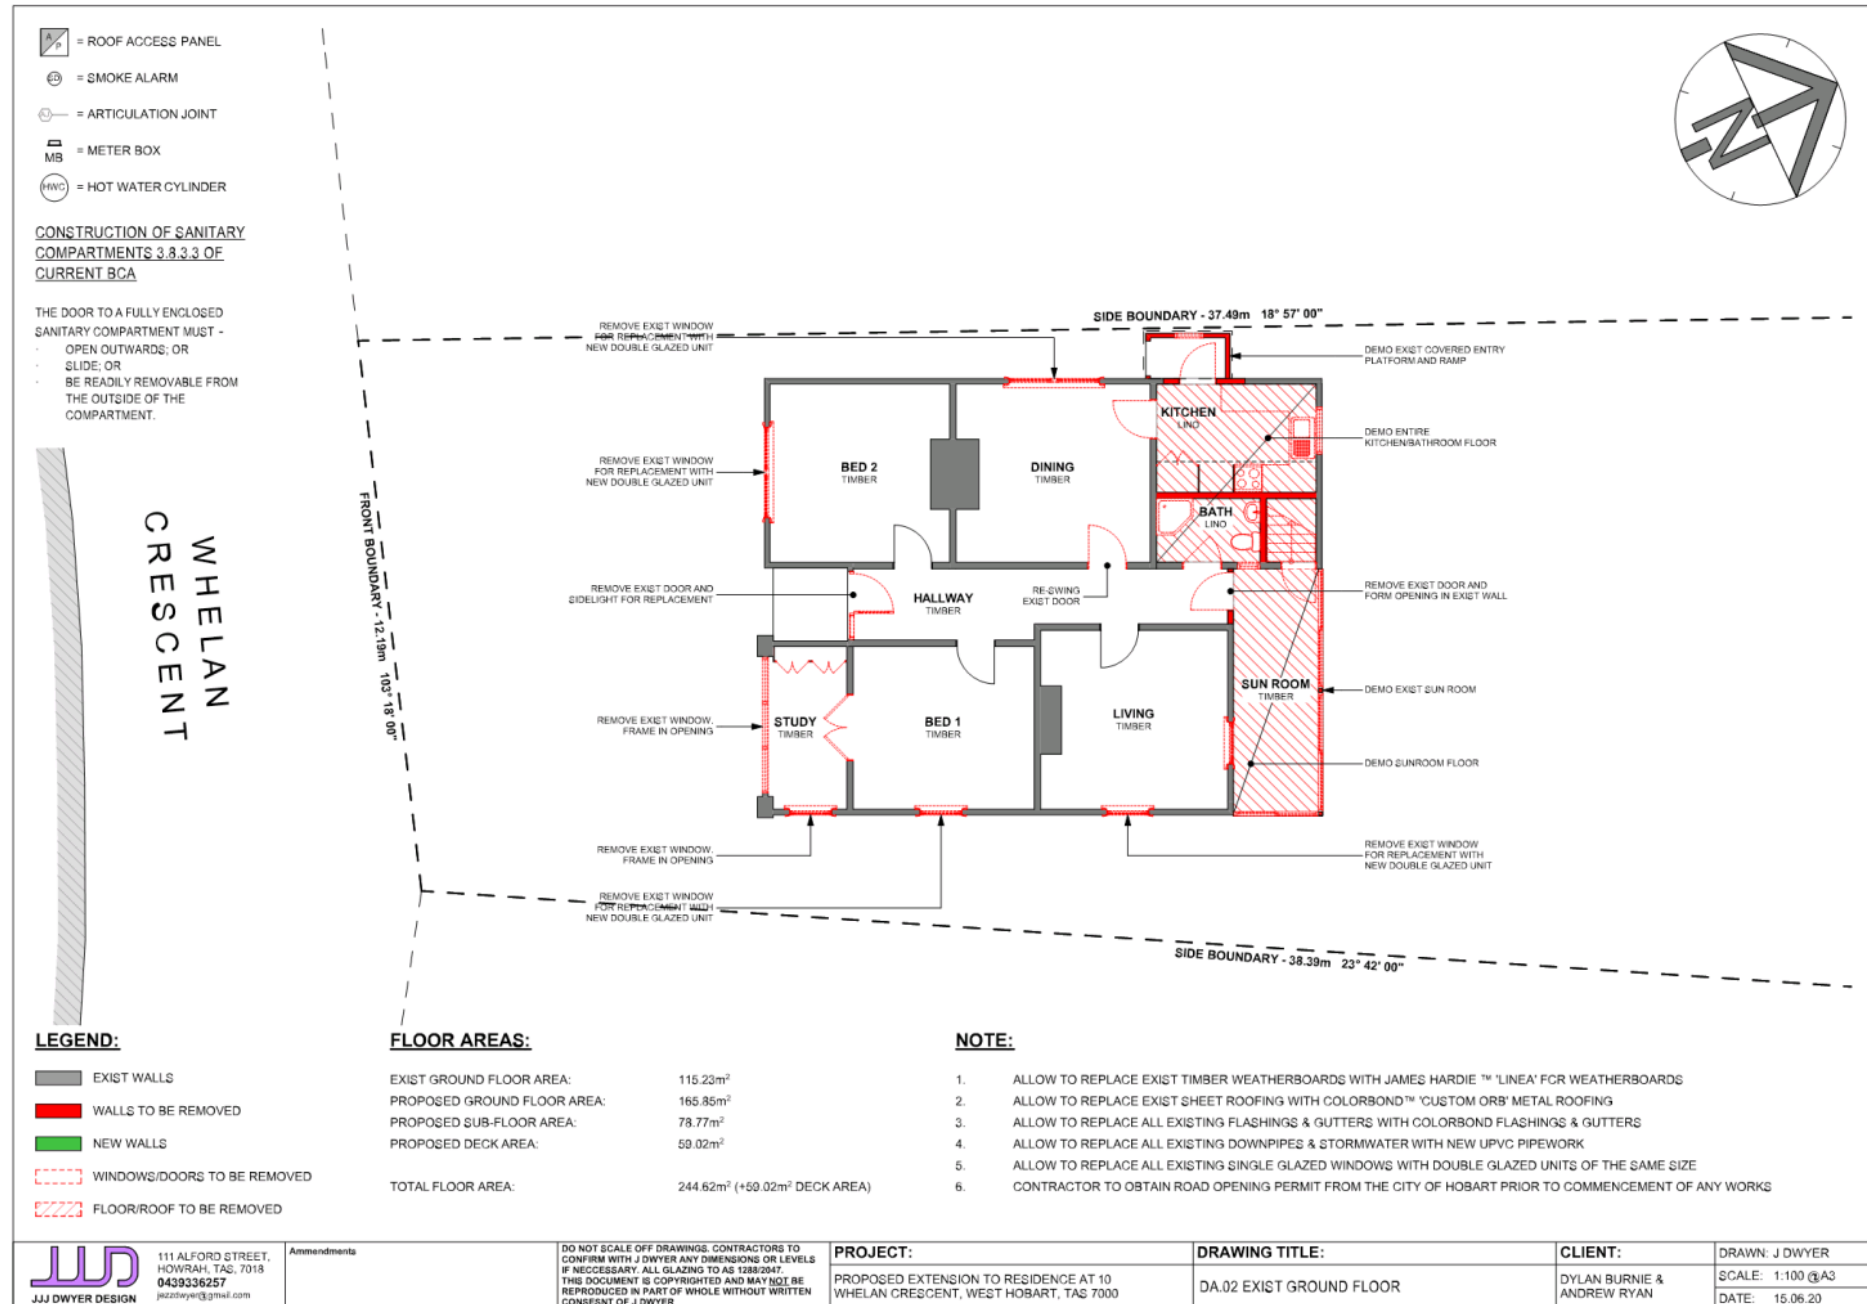 A
P
= ROOF ACCESS PANEL
SD
= SMOKE ALARM
AJ
= ARTICULATION JOINT
MB
= METER BOX
HWC
= HOT WATER CYLINDER
CONSTRUCTION OF SANITARY
COMPARTMENTS 3.8.3.3 OF
CURRENT BCA
THE DOOR TO A FULLY ENCLOSED
SANITARY COMPARTMENT MUST -
· OPEN OUTWARDS; OR
· SLIDE; OR
· BE READILY REMOVABLE FROM
THE OUTSIDE OF THE
COMPARTMENT.
N
WHELAN
CRESCENT
FRONT BOUNDARY - 12.19m 103° 18' 00"
SIDE BOUNDARY - 37.49m 18° 57' 00"
SIDE BOUNDARY - 38.39m 23° 42' 00"
REMOVE EXIST WINDOW
FOR REPLACEMENT WITH
NEW DOUBLE GLAZED UNIT
REMOVE EXIST WINDOW
FOR REPLACEMENT WITH
NEW DOUBLE GLAZED UNIT
REMOVE EXIST DOOR AND
SIDELIGHT FOR REPLACEMENT
REMOVE EXIST WINDOW.
FRAME IN OPENING
REMOVE EXIST WINDOW.
FRAME IN OPENING
REMOVE EXIST WINDOW
FOR REPLACEMENT WITH
NEW DOUBLE GLAZED UNIT
BED 2
TIMBER
DINING
TIMBER
KITCHEN
LINO
BATH
LINO
HALLWAY
TIMBER
RE-SWING
EXIST DOOR
STUDY
TIMBER
BED 1
TIMBER
LIVING
TIMBER
SUN ROOM
TIMBER
DEMO EXIST COVERED ENTRY
PLATFORM AND RAMP
DEMO ENTIRE
KITCHEN/BATHROOM FLOOR
REMOVE EXIST DOOR AND
FORM OPENING IN EXIST WALL
DEMO EXIST SUN ROOM
DEMO SUNROOM FLOOR
REMOVE EXIST WINDOW
FOR REPLACEMENT WITH
NEW DOUBLE GLAZED UNIT
LEGEND:
EXIST WALLS
WALLS TO BE REMOVED
NEW WALLS
WINDOWS/DOORS TO BE REMOVED
FLOOR/ROOF TO BE REMOVED
FLOOR AREAS:
EXIST GROUND FLOOR AREA: 115.23m²
PROPOSED GROUND FLOOR AREA: 165.85m²
PROPOSED SUB-FLOOR AREA: 78.77m²
PROPOSED DECK AREA: 59.02m²
TOTAL FLOOR AREA: 244.62m² (+59.02m² DECK AREA)
NOTE:
1. ALLOW TO REPLACE EXIST TIMBER WEATHERBOARDS WITH JAMES HARDIE ™ 'LINEA' FCR WEATHERBOARDS
2. ALLOW TO REPLACE EXIST SHEET ROOFING WITH COLORBOND™ 'CUSTOM ORB' METAL ROOFING
3. ALLOW TO REPLACE ALL EXISTING FLASHINGS & GUTTERS WITH COLORBOND FLASHINGS & GUTTERS
4. ALLOW TO REPLACE ALL EXISTING DOWNPIPES & STORMWATER WITH NEW UPVC PIPEWORK
5. ALLOW TO REPLACE ALL EXISTING SINGLE GLAZED WINDOWS WITH DOUBLE GLAZED UNITS OF THE SAME SIZE
6. CONTRACTOR TO OBTAIN ROAD OPENING PERMIT FROM THE CITY OF HOBART PRIOR TO COMMENCEMENT OF ANY WORKS
JJD
JJJ DWYER DESIGN
111 ALFORD STREET,
HOWRAH, TAS, 7018
0439336257
jezzdwyer@gmail.com
Ammendments
DO NOT SCALE OFF DRAWINGS. CONTRACTORS TO
CONFIRM WITH J DWYER ANY DIMENSIONS OR LEVELS
IF NECCESSARY. ALL GLAZING TO AS 1288/2047.
THIS DOCUMENT IS COPYRIGHTED AND MAY NOT BE
REPRODUCED IN PART OF WHOLE WITHOUT WRITTEN
CONSESNT OF J DWYER
PROJECT:
PROPOSED EXTENSION TO RESIDENCE AT 10
WHELAN CRESCENT, WEST HOBART, TAS 7000
DRAWING TITLE:
DA.02 EXIST GROUND FLOOR
CLIENT:
DYLAN BURNIE &
ANDREW RYAN
DRAWN: J DWYER
SCALE: 1:100 @A3
DATE: 15.06.20